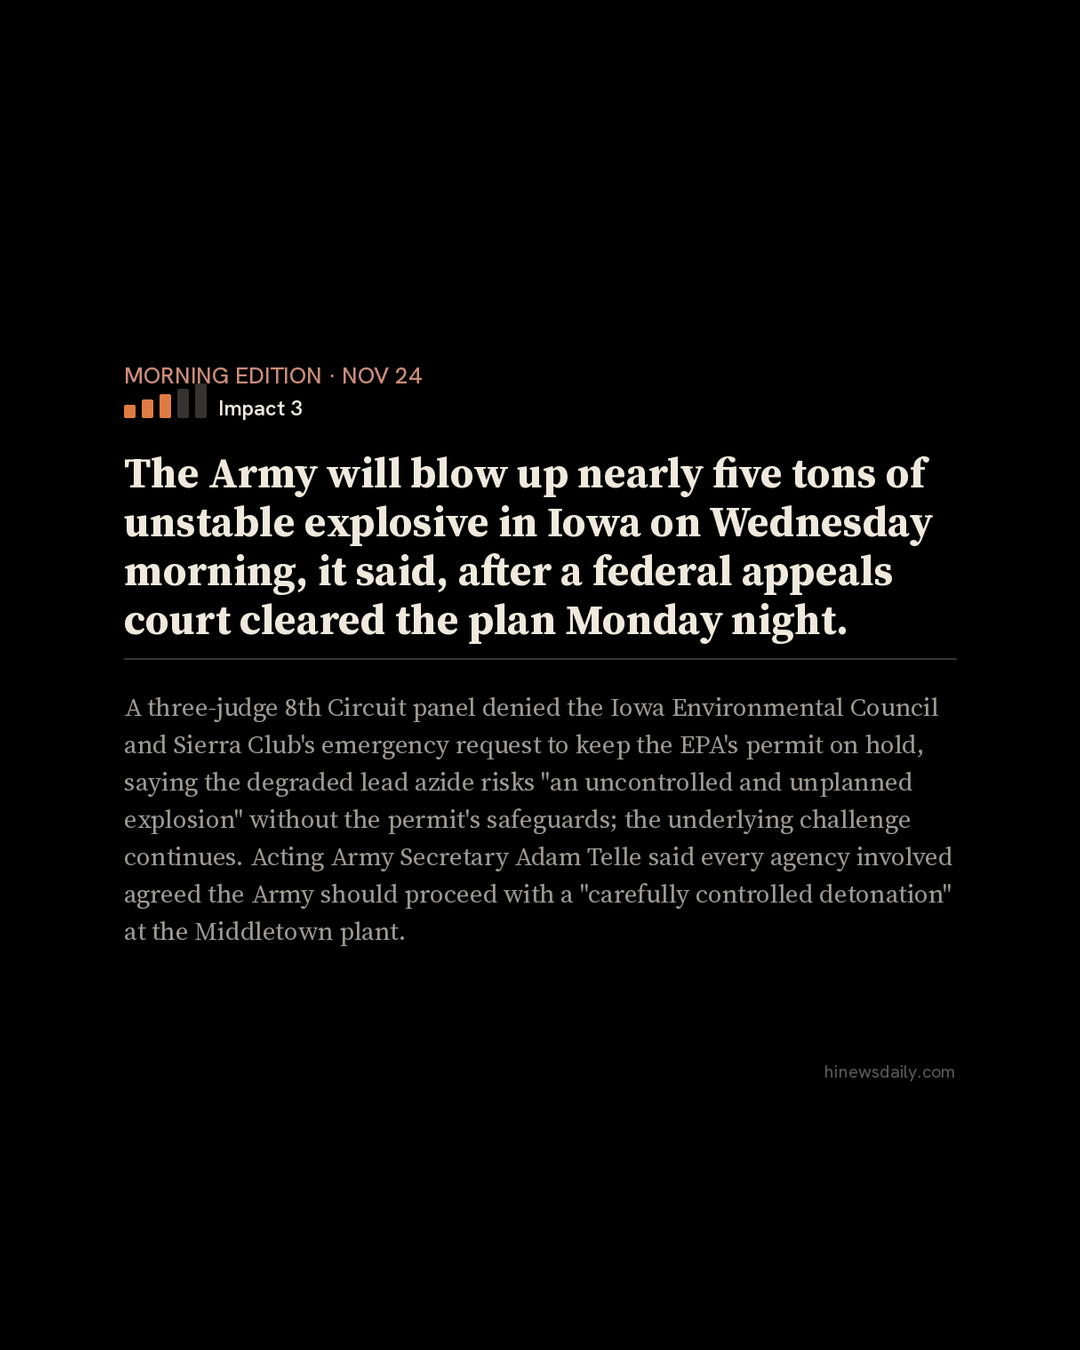 MORNING EDITION · NOV 24
Impact 3
The Army will blow up nearly five tons of
unstable explosive in Iowa on Wednesday
morning, it said, after a federal appeals
court cleared the plan Monday night.
A three-judge 8th Circuit panel denied the Iowa Environmental Council
and Sierra Club's emergency request to keep the EPA's permit on hold,
saying the degraded lead azide risks "an uncontrolled and unplanned
explosion" without the permit's safeguards; the underlying challenge
continues. Acting Army Secretary Adam Telle said every agency involved
agreed the Army should proceed with a "carefully controlled detonation"
at the Middletown plant.
hinewsdaily.com